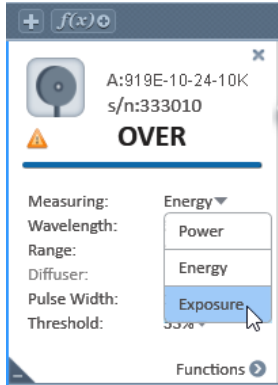 f(x)
A:919E-10-24-10K
s/n:333010
OVER
Measuring: Energy
Wavelength:
Power
Range:
Energy
Diffuser:
Pulse Width:
Exposure
Threshold:
Functions